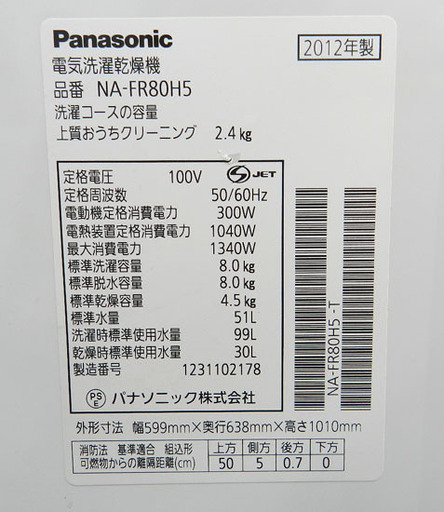 Panasonic
2012年製
電気洗濯乾燥機
品番 NA-FR80H5
洗濯コースの容量
上質おうちクリーニング 2.4kg
定格電圧 100V S JET
定格周波数 50/60Hz
電動機定格消費電力 300W
電熱装置定格消費電力 1040W
最大消費電力 1340W
標準洗濯容量 8.0kg
標準脱水容量 8.0kg
標準乾燥容量 4.5kg
標準水量 51L
洗濯時標準使用水量 99L
乾燥時標準使用水量 30L
製造番号 1231102178
NA-FR80H5 -T
PS E パナソニック株式会社
外形寸法 幅599mm×奥行638mm×高さ1010mm
消防法 基準適合 組込形 上方 側方 後方 下方
可燃物からの離隔距離(cm) 50 5 0.7 0